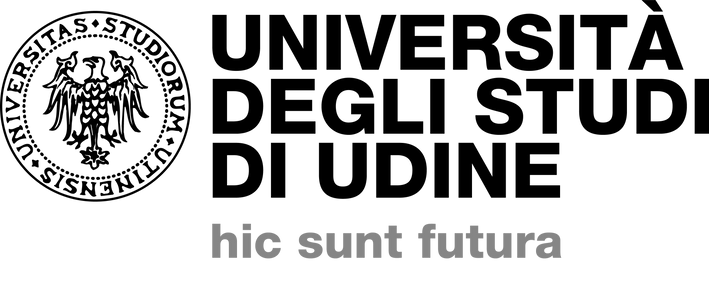 UNIVERSITAS • STUDIORUM • UTINENSIS •
UNIVERSITÀ
DEGLI STUDI
DI UDINE
hic sunt futura